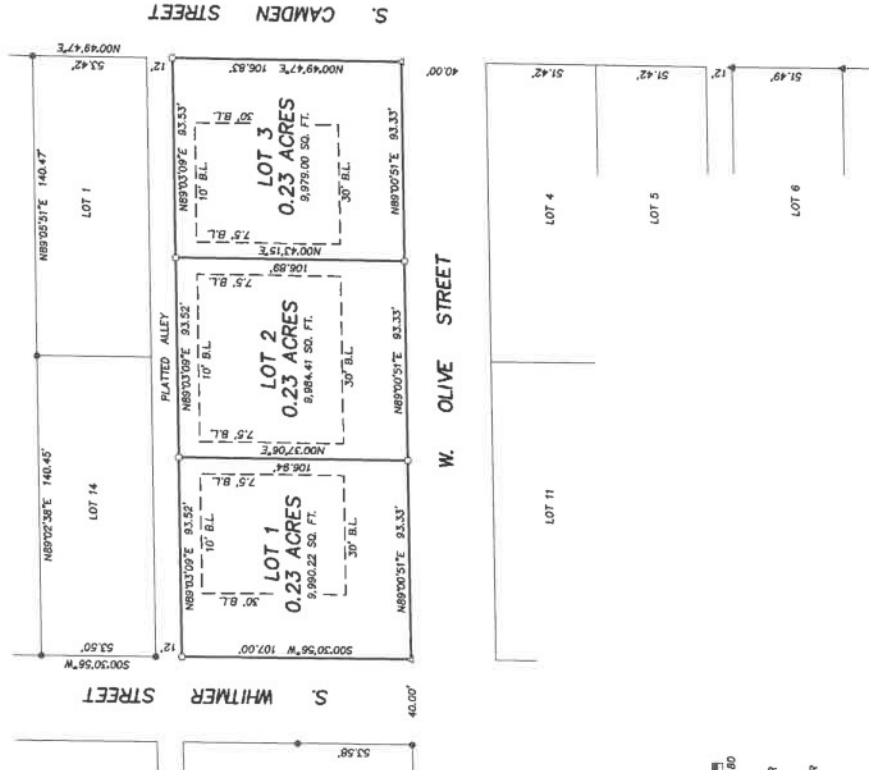 S. CAMDEN STREET
N00°49'47"E
53.42'
12'
N00°49'47"E 106.83'
40.00'
51.42'
51.42'
12'
51.49'
N89°05'51"E 140.47'
LOT 1
N89°03'09"E 93.53'
10' B.L.
30' B.L.
LOT 3
0.23 ACRES
9,979.00 SQ. FT.
30' B.L.
7.5' B.L.
N89°00'51"E 93.33'
LOT 4
LOT 5
LOT 6
N00°43'15"E
106.89'
PLATTED ALLEY
N89°03'09"E 93.52'
10' B.L.
7.5' B.L.
LOT 2
0.23 ACRES
9,984.41 SQ. FT.
30' B.L.
7.5' B.L.
N89°00'51"E 93.33'
W. OLIVE STREET
N00°37'06"E
106.94'
N89°02'38"E 140.45'
LOT 14
N89°03'09"E 93.52'
10' B.L.
7.5' B.L.
LOT 1
0.23 ACRES
9,990.22 SQ. FT.
30' B.L.
30' B.L.
N89°00'51"E 93.33'
LOT 11
S00°30'56"W
53.50'
12'
S00°30'56"W 107.00'
S. WHITMER STREET
40.00'
53.58'
BD
R
R